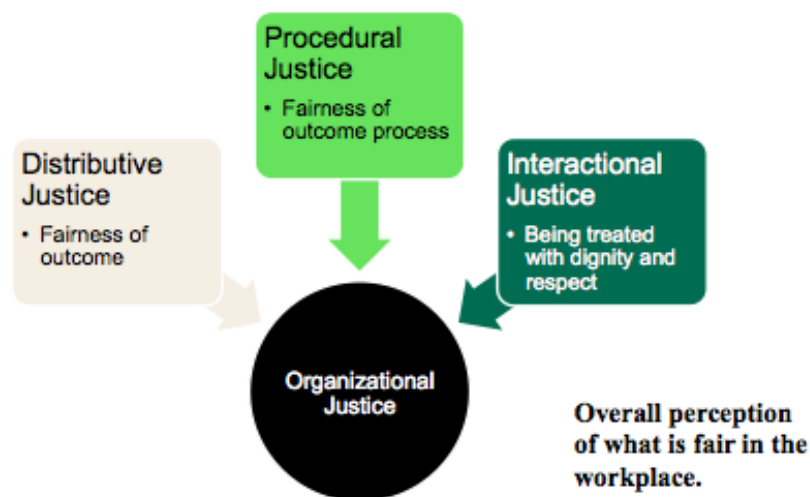 Procedural
Justice
• Fairness of
outcome process
Distributive
Justice
• Fairness of
outcome
Interactional
Justice
• Being treated
with dignity and
respect
Organizational
Justice
Overall perception
of what is fair in the
workplace.